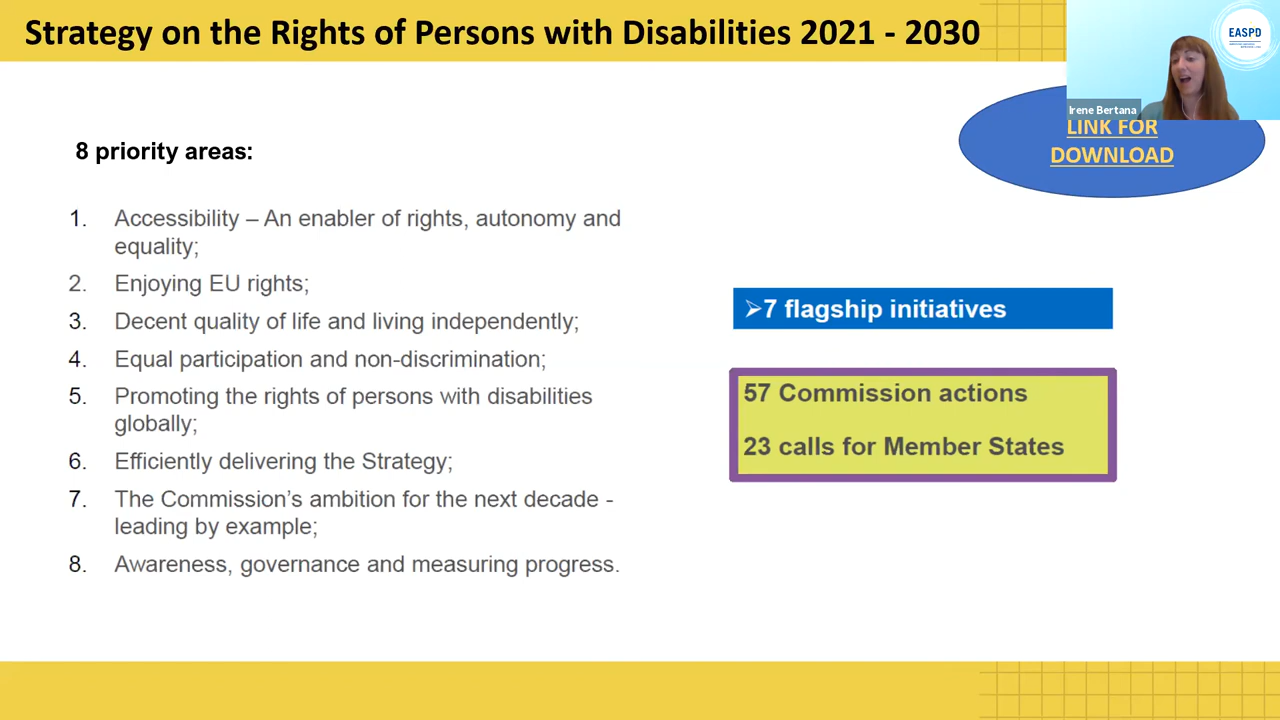 Strategy on the Rights of Persons with Disabilities 2021 - 2030
EASPD
Irene Bertana
LINK FOR
DOWNLOAD
8 priority areas:
1. Accessibility – An enabler of rights, autonomy and
equality;
2. Enjoying EU rights;
3. Decent quality of life and living independently;
4. Equal participation and non-discrimination;
5. Promoting the rights of persons with disabilities
globally;
6. Efficiently delivering the Strategy;
7. The Commission’s ambition for the next decade -
leading by example;
8. Awareness, governance and measuring progress.
➢7 flagship initiatives
57 Commission actions
23 calls for Member States